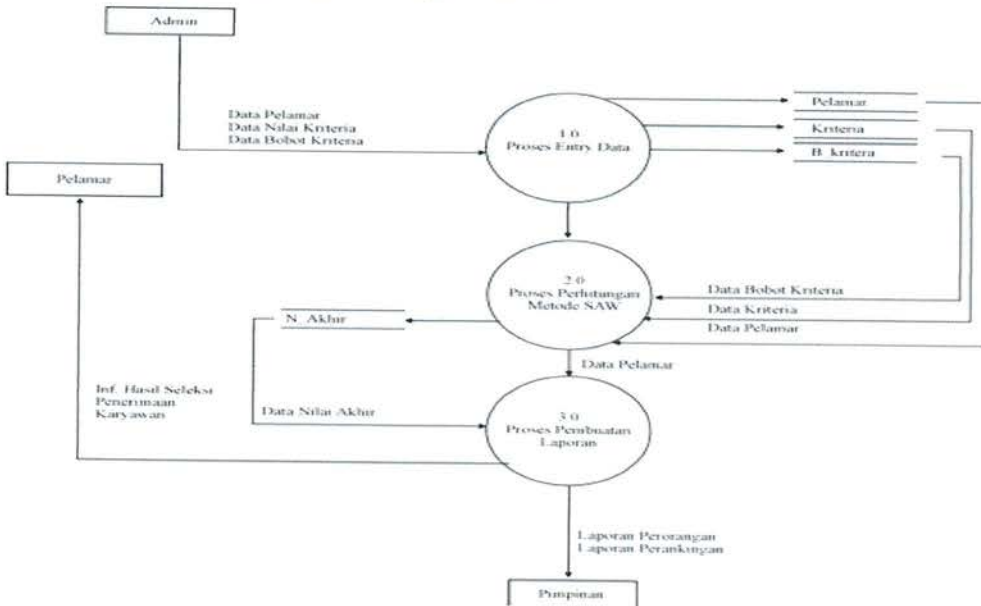 Admin
Data Pelamar
Data Nilai Kriteria
Data Bobot Kriteria
1.0
Proses Entry Data
Pelamar
Kriteria
B. kritera
Pelamar
2.0
Proses Perhitungan
Metode SAW
Data Bobot Kriteria
Data Kriteria
Data Pelamar
N. Akhir
Data Pelamar
Inf. Hasil Seleksi
Penerimaan
Karyawan
Data Nilai Akhir
3.0
Proses Pembuatan
Laporan
Laporan Perorangan
Laporan Perankingan
Pimpinan